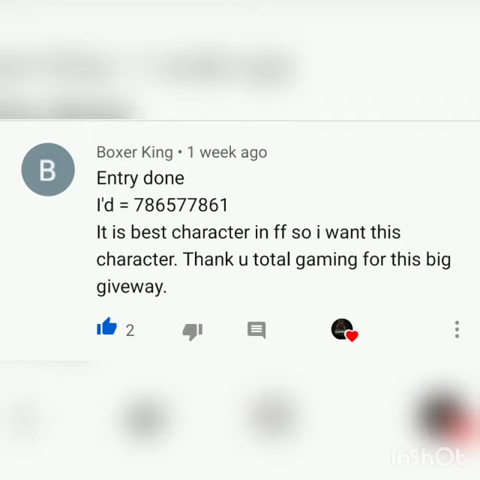 B
Boxer King • 1 week ago
Entry done
I'd = 786577861
It is best character in ff so i want this
character. Thank u total gaming for this big
giveway.
2
InShOt